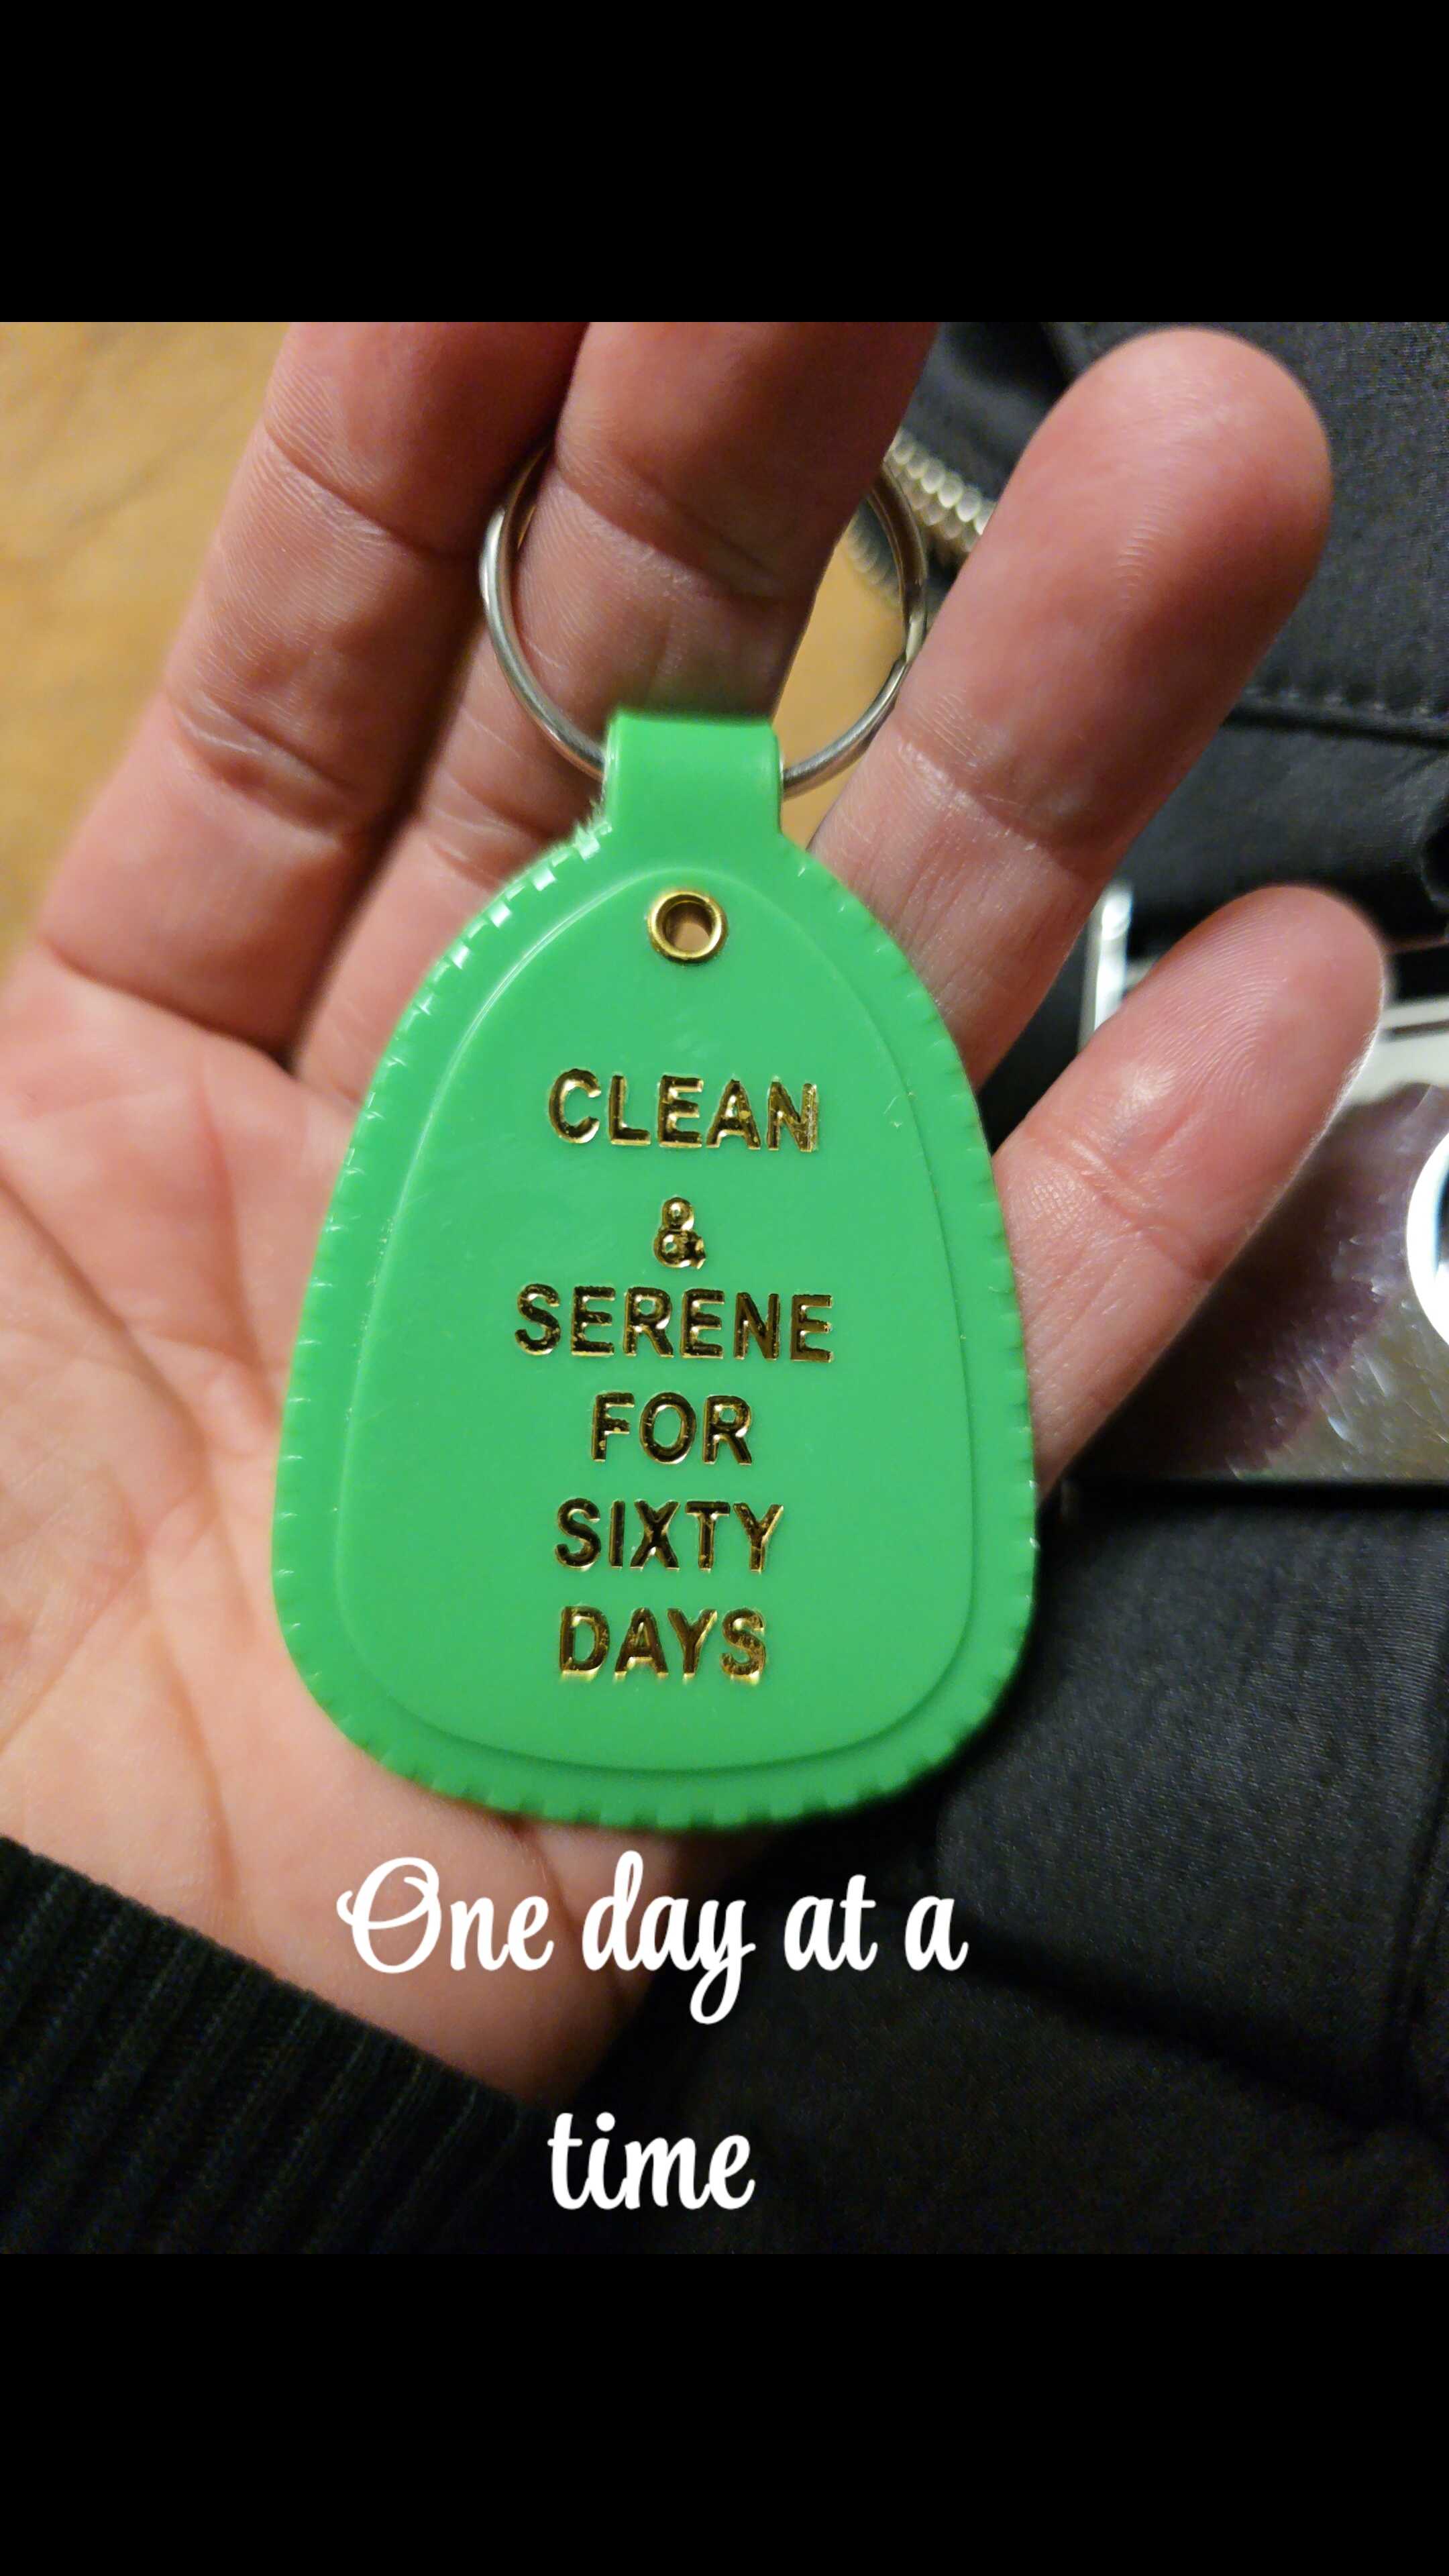 CLEAN
&
SERENE
FOR
SIXTY
DAYS
One day at a
time